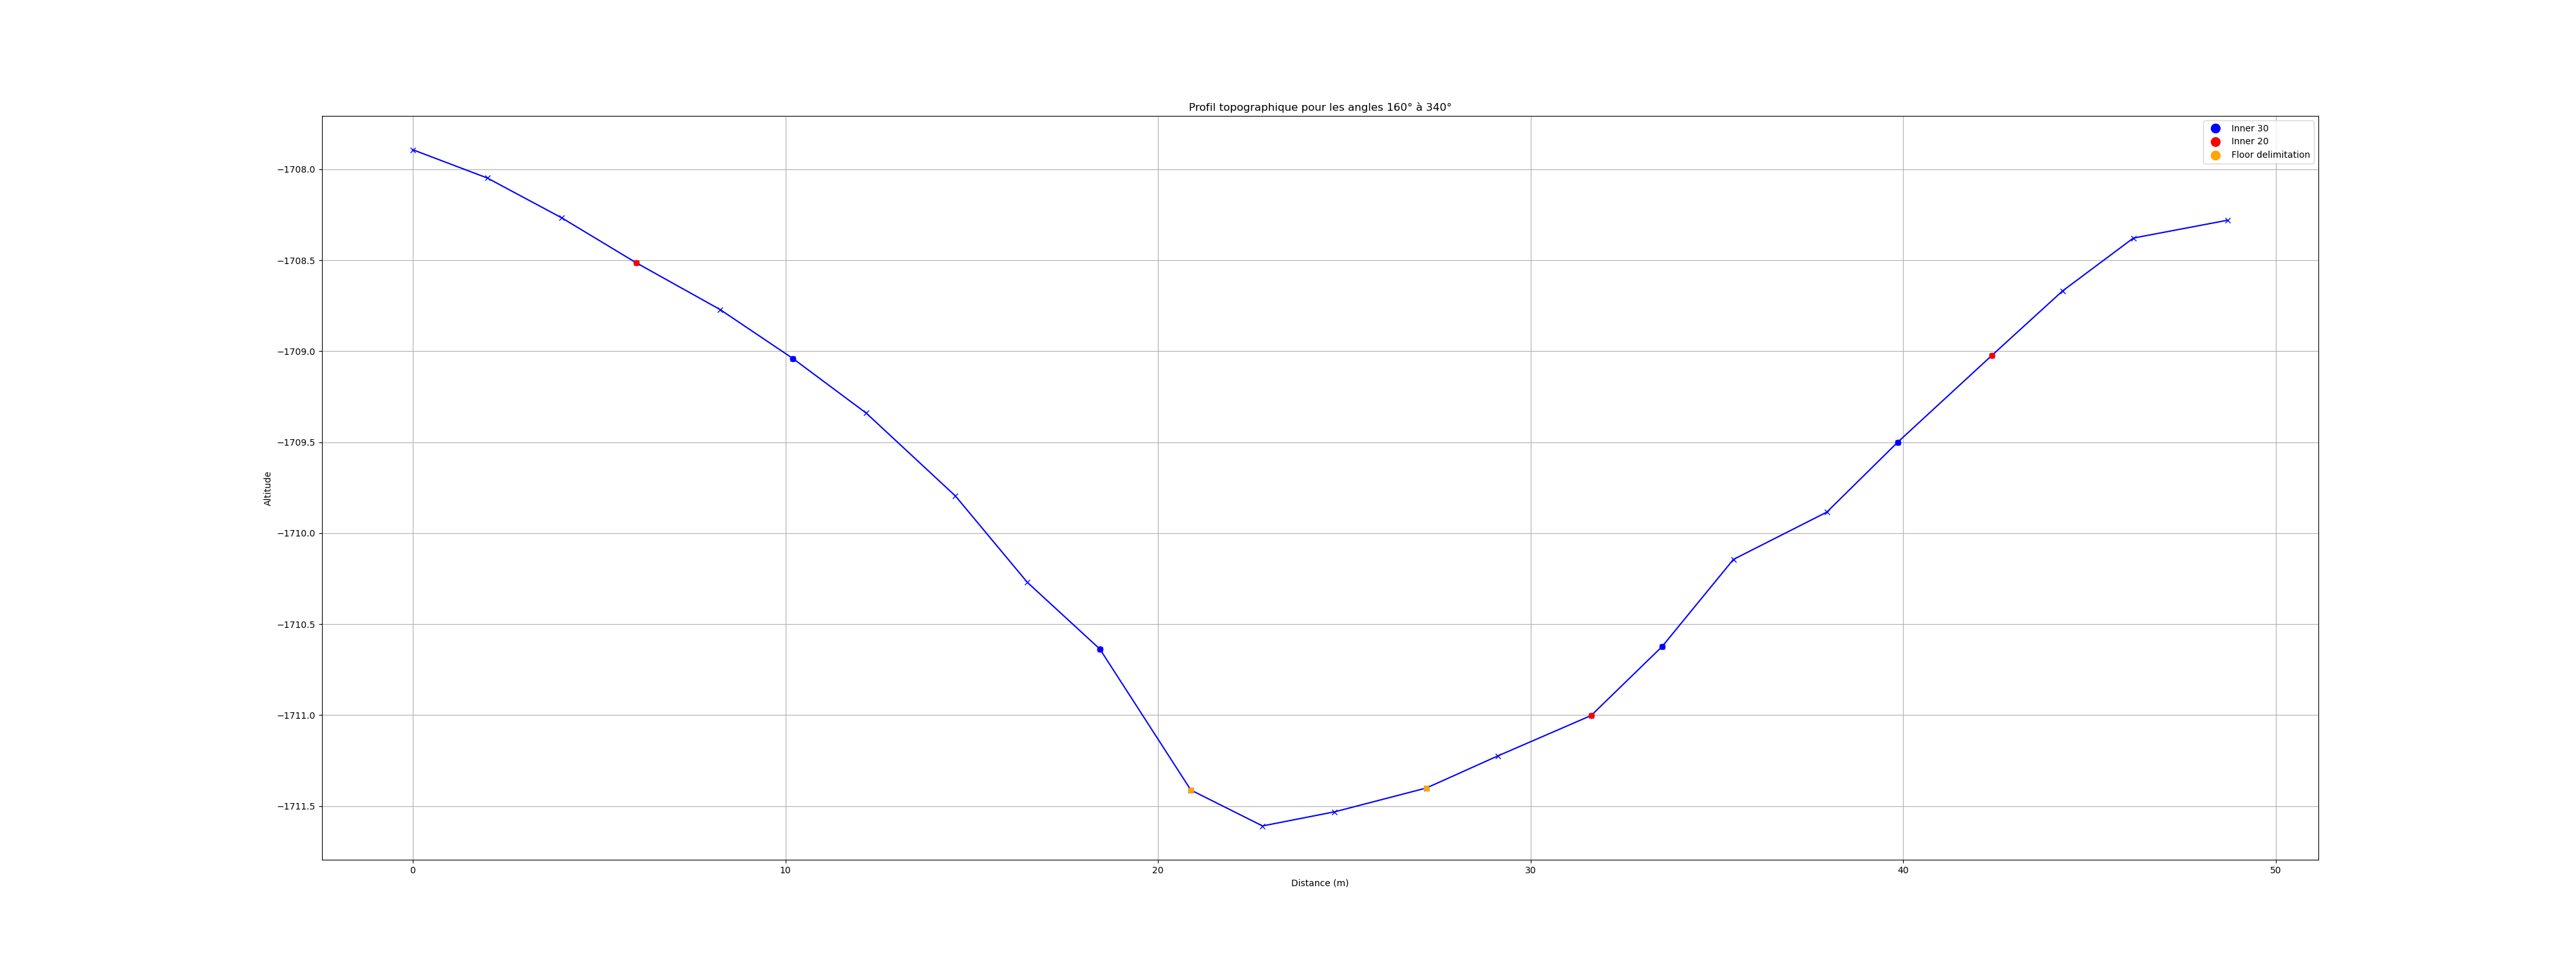 Profil topographique pour les angles 160° à 340°
Inner 30
Inner 20
Floor delimitation
−1708.0
−1708.5
−1709.0
−1709.5
−1710.0
−1710.5
−1711.0
−1711.5
Altitude
0 10 20 30 40 50
Distance (m)